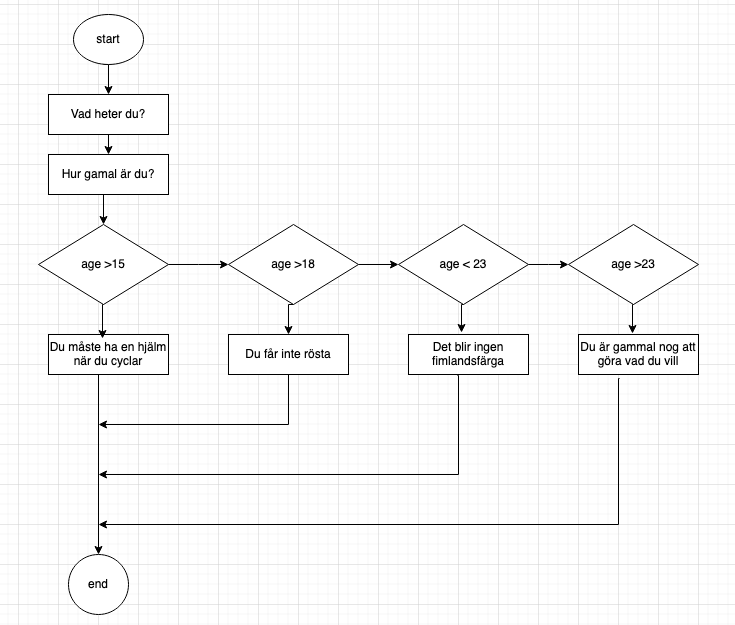 start
Vad heter du?
Hur gamal är du?
age >15
age >18
age < 23
age >23
Du måste ha en hjälm
när du cyclar
Du får inte rösta
Det blir ingen
fimlandsfärga
Du är gammal nog att
göra vad du vill
end